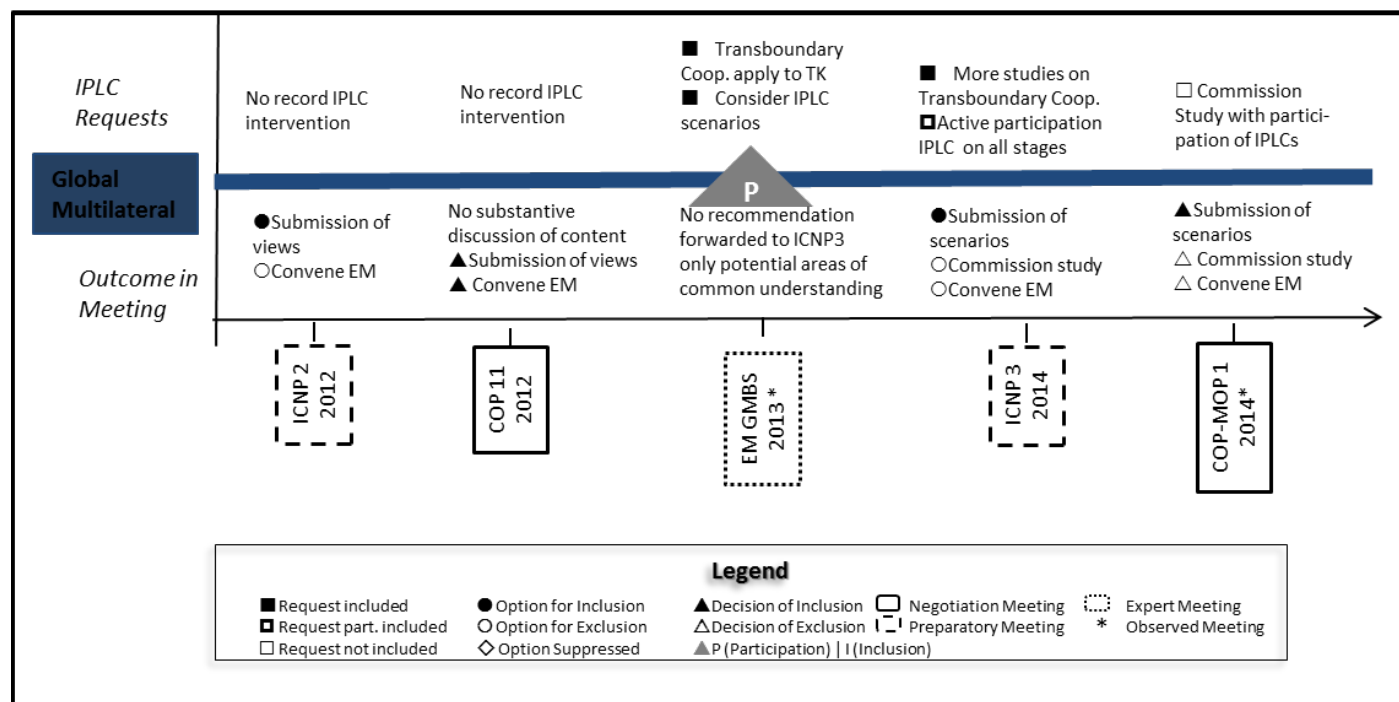 IPLC
Requests
No record IPLC
intervention
No record IPLC
intervention
■ Transboundary
Coop. apply to TK
■ Consider IPLC
scenarios
■ More studies on
Transboundary Coop.
◘Active participation
IPLC on all stages
□ Commission
Study with partici-
pation of IPLCs
Global
Multilateral
P
Outcome in
Meeting
●Submission of
views
○Convene EM
No substantive
discussion of content
▲Submission of views
▲ Convene EM
No recommendation
forwarded to ICNP3
only potential areas of
common understanding
●Submission of
scenarios
○Commission study
○Convene EM
▲Submission of
scenarios
△ Commission study
△ Convene EM
ICNP 2
2012
COP 11
2012
EM GMBS
2013 *
ICNP 3
2014
COP-MOP 1
2014*
Legend
■ Request included
◘ Request part. included
□ Request not included
● Option for Inclusion
○ Option for Exclusion
◇ Option Suppressed
▲Decision of Inclusion
△Decision of Exclusion
▲P (Participation) | I (Inclusion)
Negotiation Meeting
Preparatory Meeting
Expert Meeting
* Observed Meeting